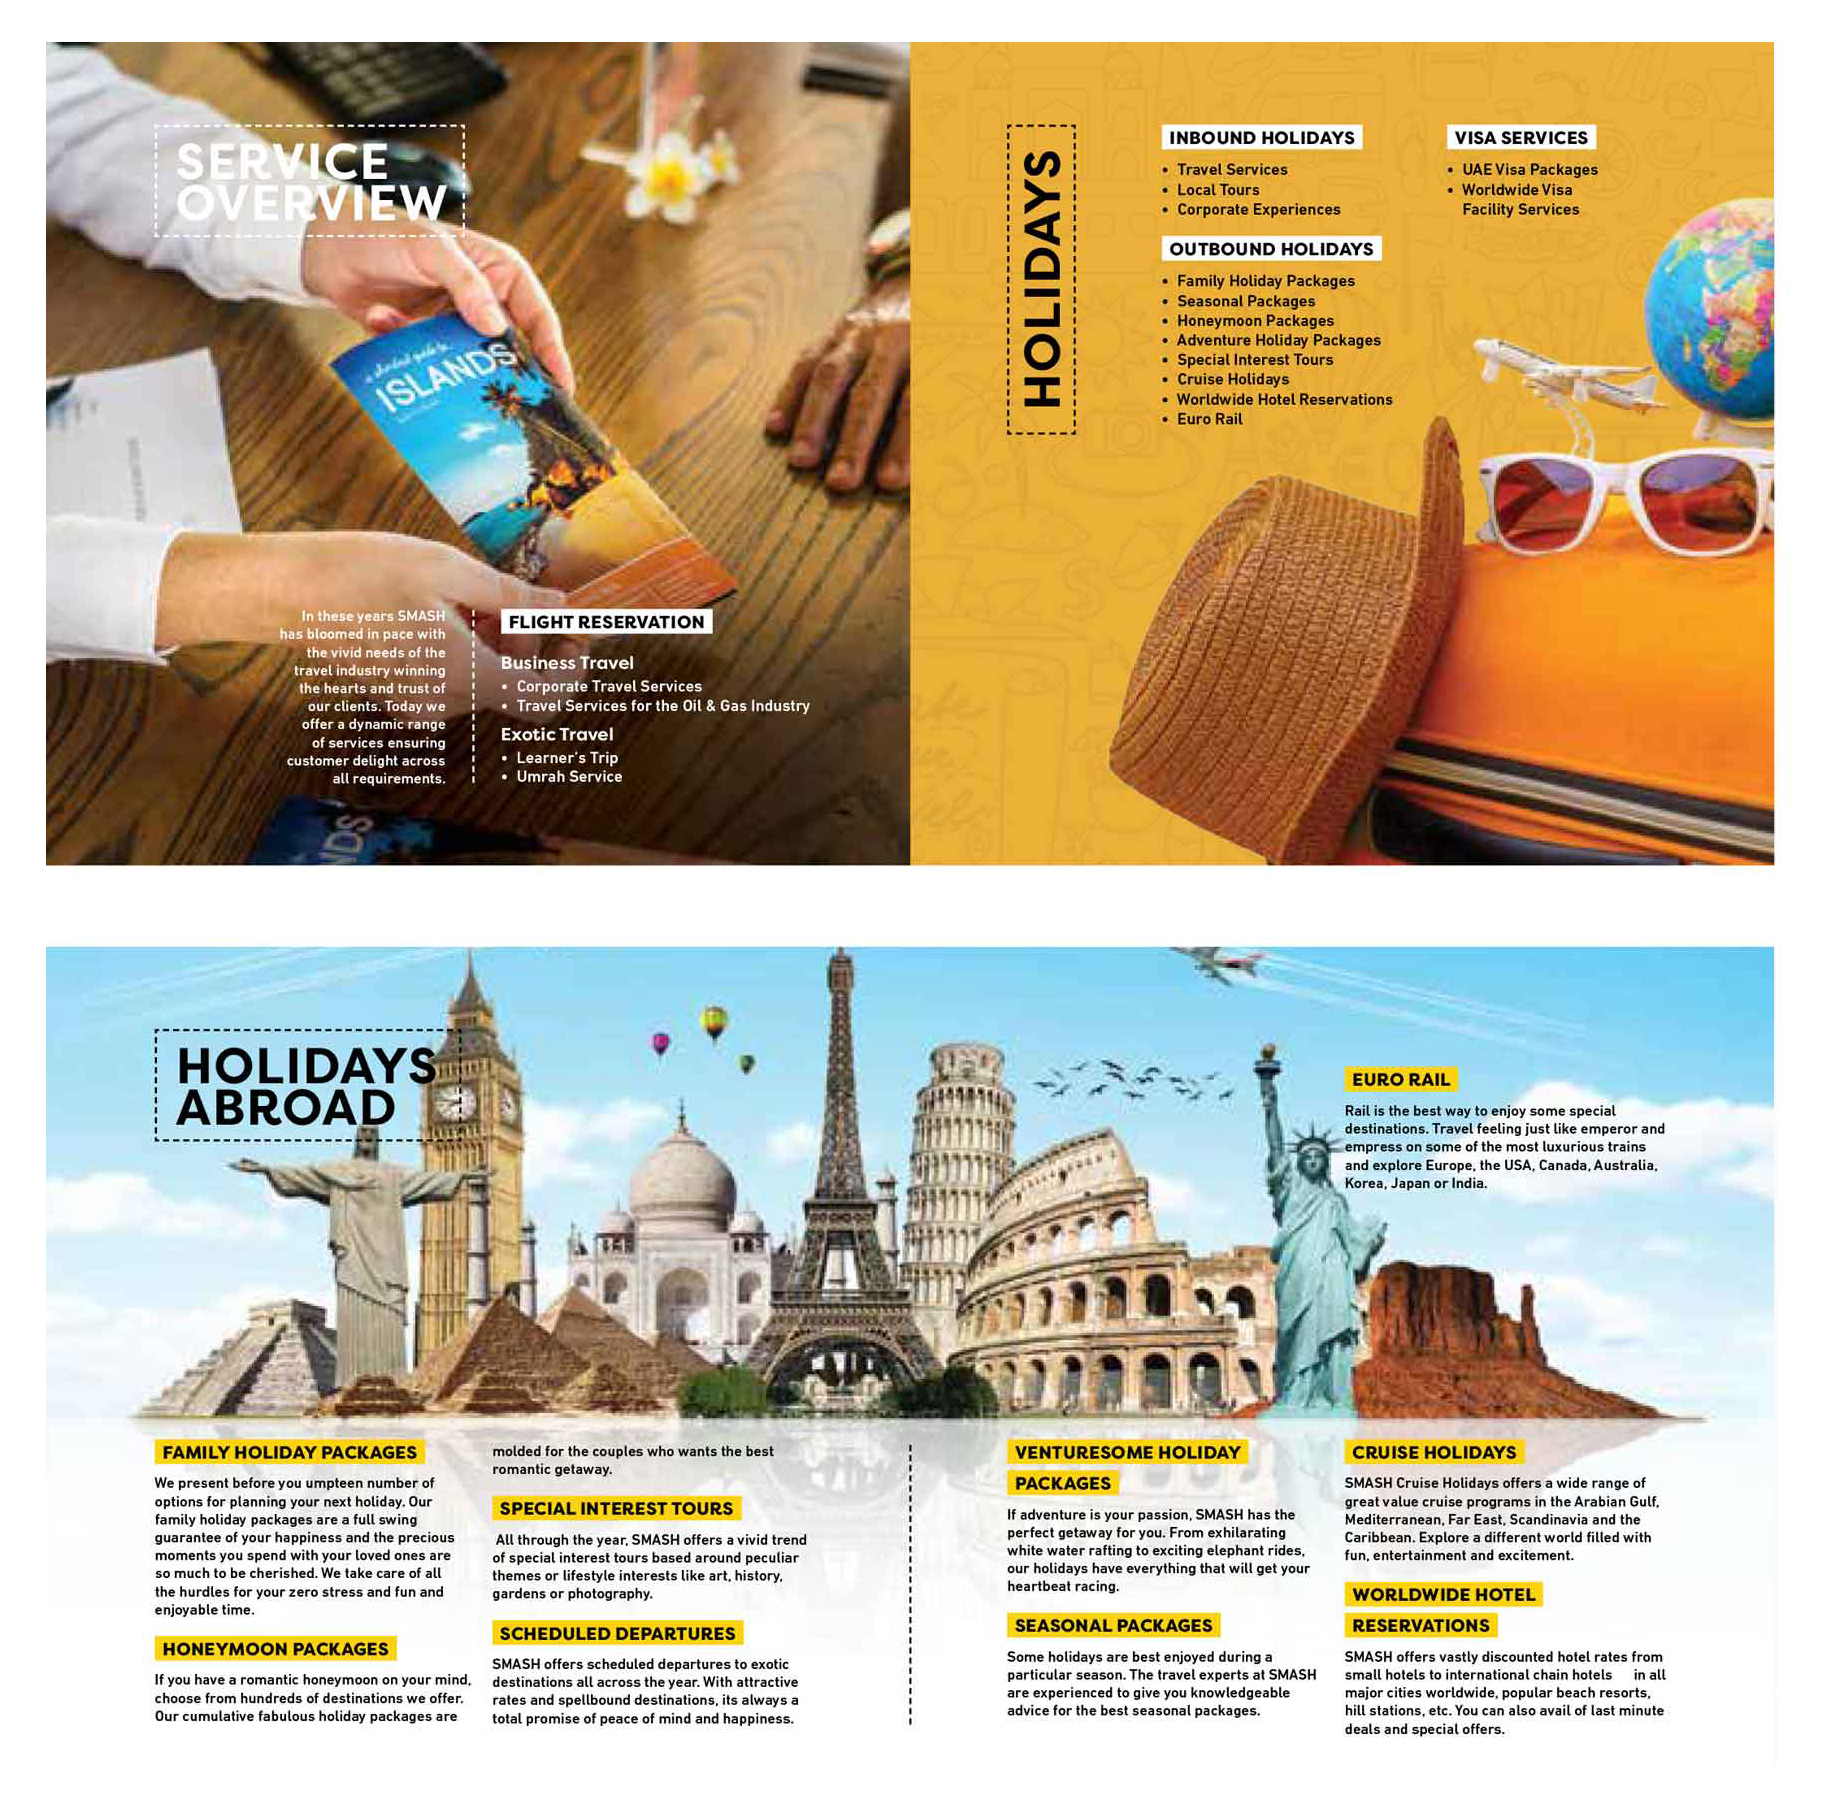 SERVICE
OVERVIEW
ISLANDS
In these years SMASH
has bloomed in pace with
the vivid needs of the
travel industry winning
the hearts and trust of
our clients. Today we
offer a dynamic range
of services ensuring
customer delight across
all requirements.
FLIGHT RESERVATION
Business Travel
• Corporate Travel Services
• Travel Services for the Oil & Gas Industry
Exotic Travel
• Learner's Trip
• Umrah Service
HOLIDAYS
INBOUND HOLIDAYS
• Travel Services
• Local Tours
• Corporate Experiences
OUTBOUND HOLIDAYS
• Family Holiday Packages
• Seasonal Packages
• Honeymoon Packages
• Adventure Holiday Packages
• Special Interest Tours
• Cruise Holidays
• Worldwide Hotel Reservations
• Euro Rail
VISA SERVICES
• UAE Visa Packages
• Worldwide Visa
Facility Services
HOLIDAYS
ABROAD
EURO RAIL
Rail is the best way to enjoy some special
destinations. Travel feeling just like emperor and
empress on some of the most luxurious trains
and explore Europe, the USA, Canada, Australia,
Korea, Japan or India.
FAMILY HOLIDAY PACKAGES
We present before you umpteen number of
options for planning your next holiday. Our
family holiday packages are a full swing
guarantee of your happiness and the precious
moments you spend with your loved ones are
so much to be cherished. We take care of all
the hurdles for your zero stress and fun and
enjoyable time.
HONEYMOON PACKAGES
If you have a romantic honeymoon on your mind,
choose from hundreds of destinations we offer.
Our cumulative fabulous holiday packages are
molded for the couples who wants the best
romantic getaway.
SPECIAL INTEREST TOURS
All through the year, SMASH offers a vivid trend
of special interest tours based around peculiar
themes or lifestyle interests like art, history,
gardens or photography.
SCHEDULED DEPARTURES
SMASH offers scheduled departures to exotic
destinations all across the year. With attractive
rates and spellbound destinations, its always a
total promise of peace of mind and happiness.
VENTURESOME HOLIDAY
PACKAGES
If adventure is your passion, SMASH has the
perfect getaway for you. From exhilarating
white water rafting to exciting elephant rides,
our holidays have everything that will get your
heartbeat racing.
SEASONAL PACKAGES
Some holidays are best enjoyed during a
particular season. The travel experts at SMASH
are experienced to give you knowledgeable
advice for the best seasonal packages.
CRUISE HOLIDAYS
SMASH Cruise Holidays offers a wide range of
great value cruise programs in the Arabian Gulf,
Mediterranean, Far East, Scandinavia and the
Caribbean. Explore a different world filled with
fun, entertainment and excitement.
WORLDWIDE HOTEL
RESERVATIONS
SMASH offers vastly discounted hotel rates from
small hotels to international chain hotels in all
major cities worldwide, popular beach resorts,
hill stations, etc. You can also avail of last minute
deals and special offers.